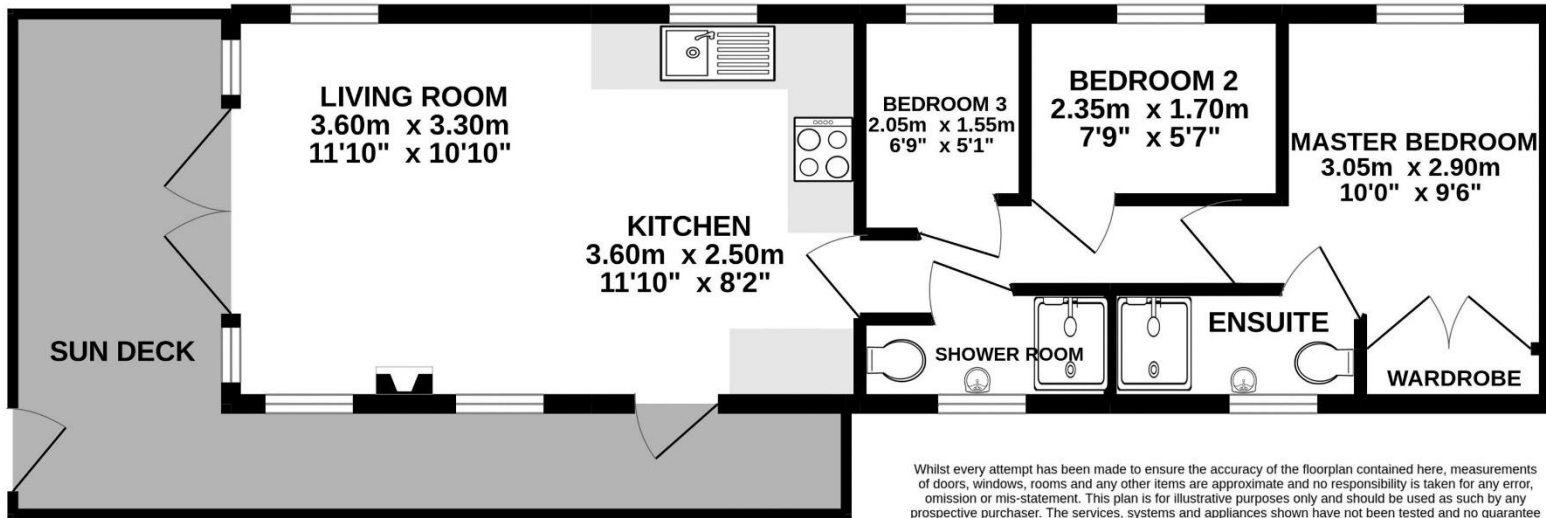 LIVING ROOM
3.60m x 3.30m
11'10" x 10'10"
KITCHEN
3.60m x 2.50m
11'10" x 8'2"
BEDROOM 3
2.05m x 1.55m
6'9" x 5'1"
BEDROOM 2
2.35m x 1.70m
7'9" x 5'7"
MASTER BEDROOM
3.05m x 2.90m
10'0" x 9'6"
SUN DECK
SHOWER ROOM
ENSUITE
WARDROBE
Whilst every attempt has been made to ensure the accuracy of the floorplan contained here, measurements
of doors, windows, rooms and any other items are approximate and no responsibility is taken for any error,
omission or mis-statement. This plan is for illustrative purposes only and should be used as such by any
prospective purchaser. The services, systems and appliances shown have not been tested and no guarantee